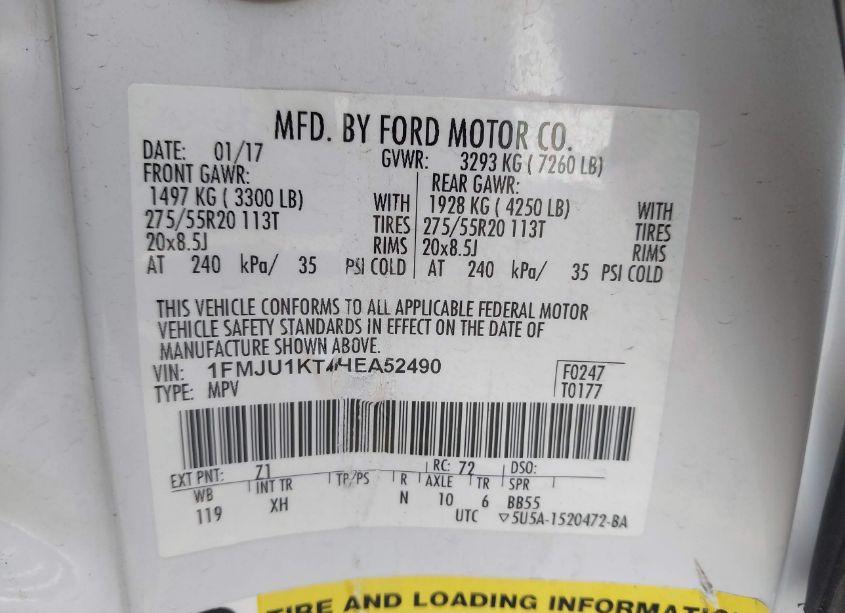 MFD. BY FORD MOTOR CO.
DATE: 01/17 GVWR: 3293 KG ( 7260 LB)
FRONT GAWR: REAR GAWR:
1497 KG ( 3300 LB) WITH 1928 KG ( 4250 LB) WITH
275/55R20 113T TIRES 275/55R20 113T TIRES
20x8.5J RIMS 20x8.5J RIMS
AT 240 kPa/ 35 PSI COLD AT 240 kPa/ 35 PSI COLD
THIS VEHICLE CONFORMS TO ALL APPLICABLE FEDERAL MOTOR
VEHICLE SAFETY STANDARDS IN EFFECT ON THE DATE OF
MANUFACTURE SHOWN ABOVE.
VIN: 1FMJU1KT4HEA52490 F0247
TYPE: MPV T0177
EXT PNT: Z1 RC: 72 DSO:
WB INT TR TP/PS R AXLE TR SPR
119 XH N 10 6 BB55
UTC ▽5U5A-1520472-BA
TIRE AND LOADING INFORMATION